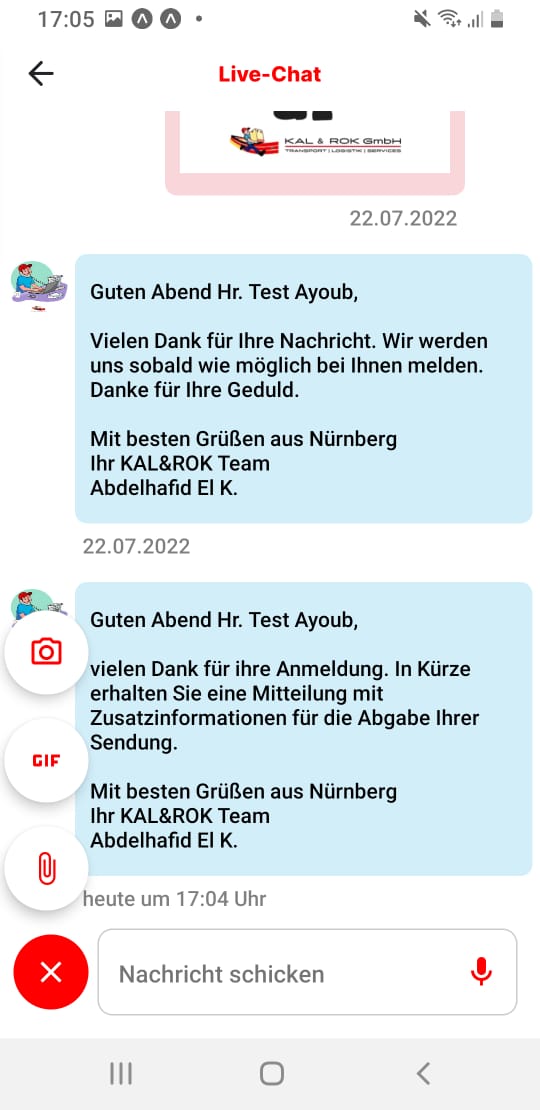 17:05
Live-Chat
KAL & ROK GmbH
TRANSPORT | LOGISTIK | SERVICES
22.07.2022
Guten Abend Hr. Test Ayoub,
Vielen Dank für Ihre Nachricht. Wir werden
uns sobald wie möglich bei Ihnen melden.
Danke für Ihre Geduld.
Mit besten Grüßen aus Nürnberg
Ihr KAL&ROK Team
Abdelhafid El K.
22.07.2022
Guten Abend Hr. Test Ayoub,
vielen Dank für ihre Anmeldung. In Kürze
erhalten Sie eine Mitteilung mit
Zusatzinformationen für die Abgabe Ihrer
Sendung.
GIF
Mit besten Grüßen aus Nürnberg
Ihr KAL&ROK Team
Abdelhafid El K.
heute um 17:04 Uhr
Nachricht schicken